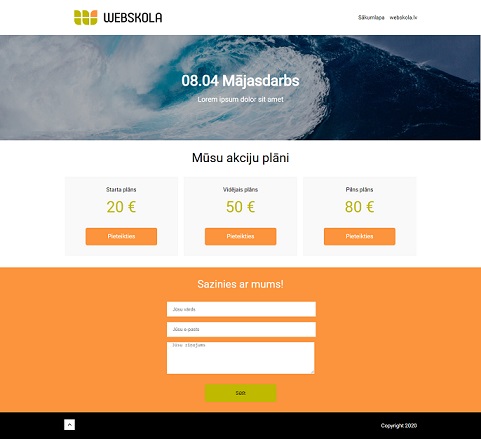 WEBSKOLA
Sākumlapa webskola.lv
08.04 Mājasdarbs
Lorem ipsum dolor sit amet
Mūsu akciju plāni
Starta plāns
20 €
Pieteikties
Vidējais plāns
50 €
Pieteikties
Pilns plāns
80 €
Pieteikties
Sazinies ar mums!
Jūsu vārds
Jūsu e-pasts
Jūsu ziņojums
Copyright 2020